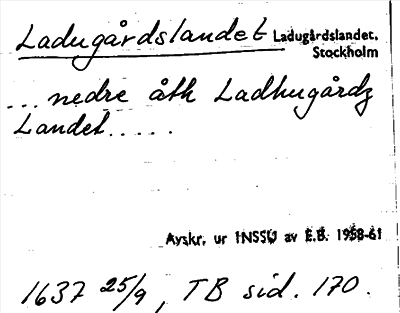 Ladugårdslandet Ladugårdslandet.
Stockholm
... nedre åth Ladhugårdz
Landet.....
Avskr. ur INSSU av E.B. 1958-61
1637 25/9, TB sid. 170.